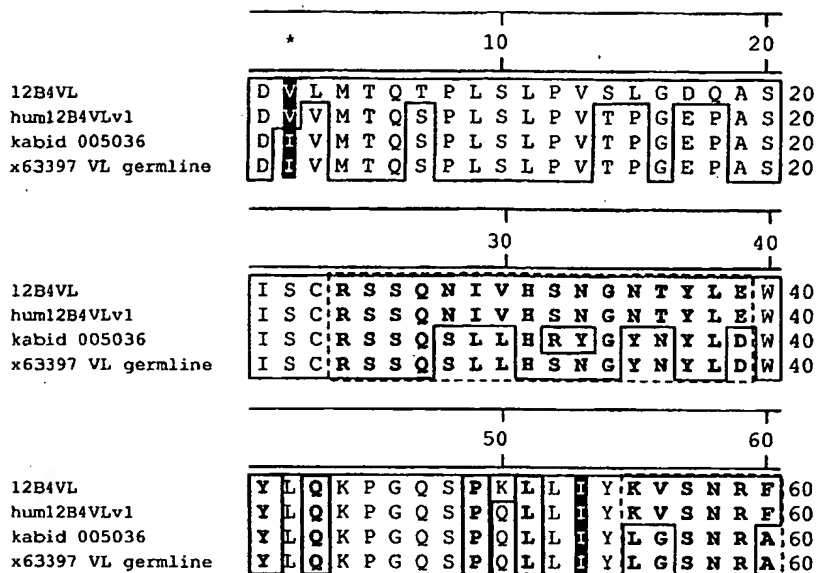 * 10 20
12B4VL D V L M T Q T P L S L P V S L G D Q A S 20
hum12B4VLv1 D V V M T Q S P L S L P V T P G E P A S 20
kabid 005036 D I V M T Q S P L S L P V T P G E P A S 20
x63397 VL germline D I V M T Q S P L S L P V T P G E P A S 20
30 40
12B4VL I S C R S S Q N I V H S N G N T Y L E W 40
hum12B4VLv1 I S C R S S Q N I V H S N G N T Y L E W 40
kabid 005036 I S C R S S Q S L L H R Y G Y N Y L D W 40
x63397 VL germline I S C R S S Q S L L H S N G Y N Y L D W 40
50 60
12B4VL Y L Q K P G Q S P K L L I Y K V S N R F 60
hum12B4VLv1 Y L Q K P G Q S P Q L L I Y K V S N R F 60
kabid 005036 Y L Q K P G Q S P Q L L I Y L G S N R A 60
x63397 VL germline Y L Q K P G Q S P Q L L I Y L G S N R A 60